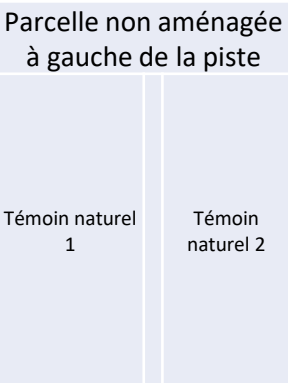 Parcelle non aménagée
à gauche de la piste
Témoin naturel
1
Témoin
naturel 2